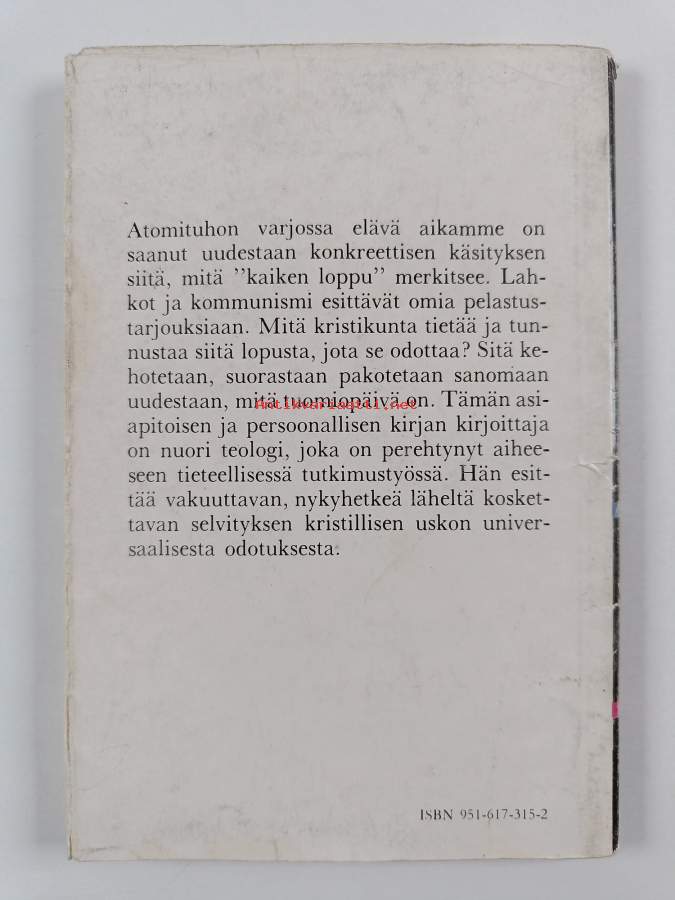 Atomituhon varjossa elävä aikamme on
saanut uudestaan konkreettisen käsityksen
siitä, mitä ”kaiken loppu” merkitsee. Lah-
kot ja kommunismi esittävät omia pelastus-
tarjouksiaan. Mitä kristikunta tietää ja tun-
nustaa siitä lopusta, jota se odottaa? Sitä ke-
hotetaan, suorastaan pakotetaan sanomaan
uudestaan, mitä tuomiopäivä on. Tämän asi-
Antikvariaatti.net
apitoisen ja persoonallisen kirjan kirjoittaja
on nuori teologi, joka on perehtynyt aihee-
seen tieteellisessä tutkimustyössä. Hän esit-
tää vakuuttavan, nykyhetkeä läheltä kosket-
tavan selvityksen kristillisen uskon univer-
saalisesta odotuksesta.
ISBN 951-617-315-2